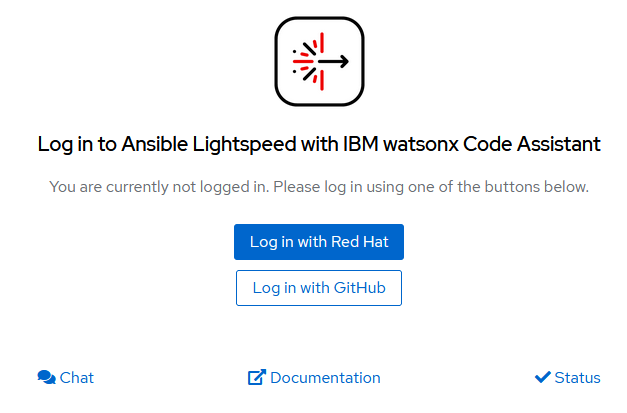 Log in to Ansible Lightspeed with IBM watsonx Code Assistant
You are currently not logged in. Please log in using one of the buttons below.
Log in with Red Hat
Log in with GitHub
Chat
Documentation
Status